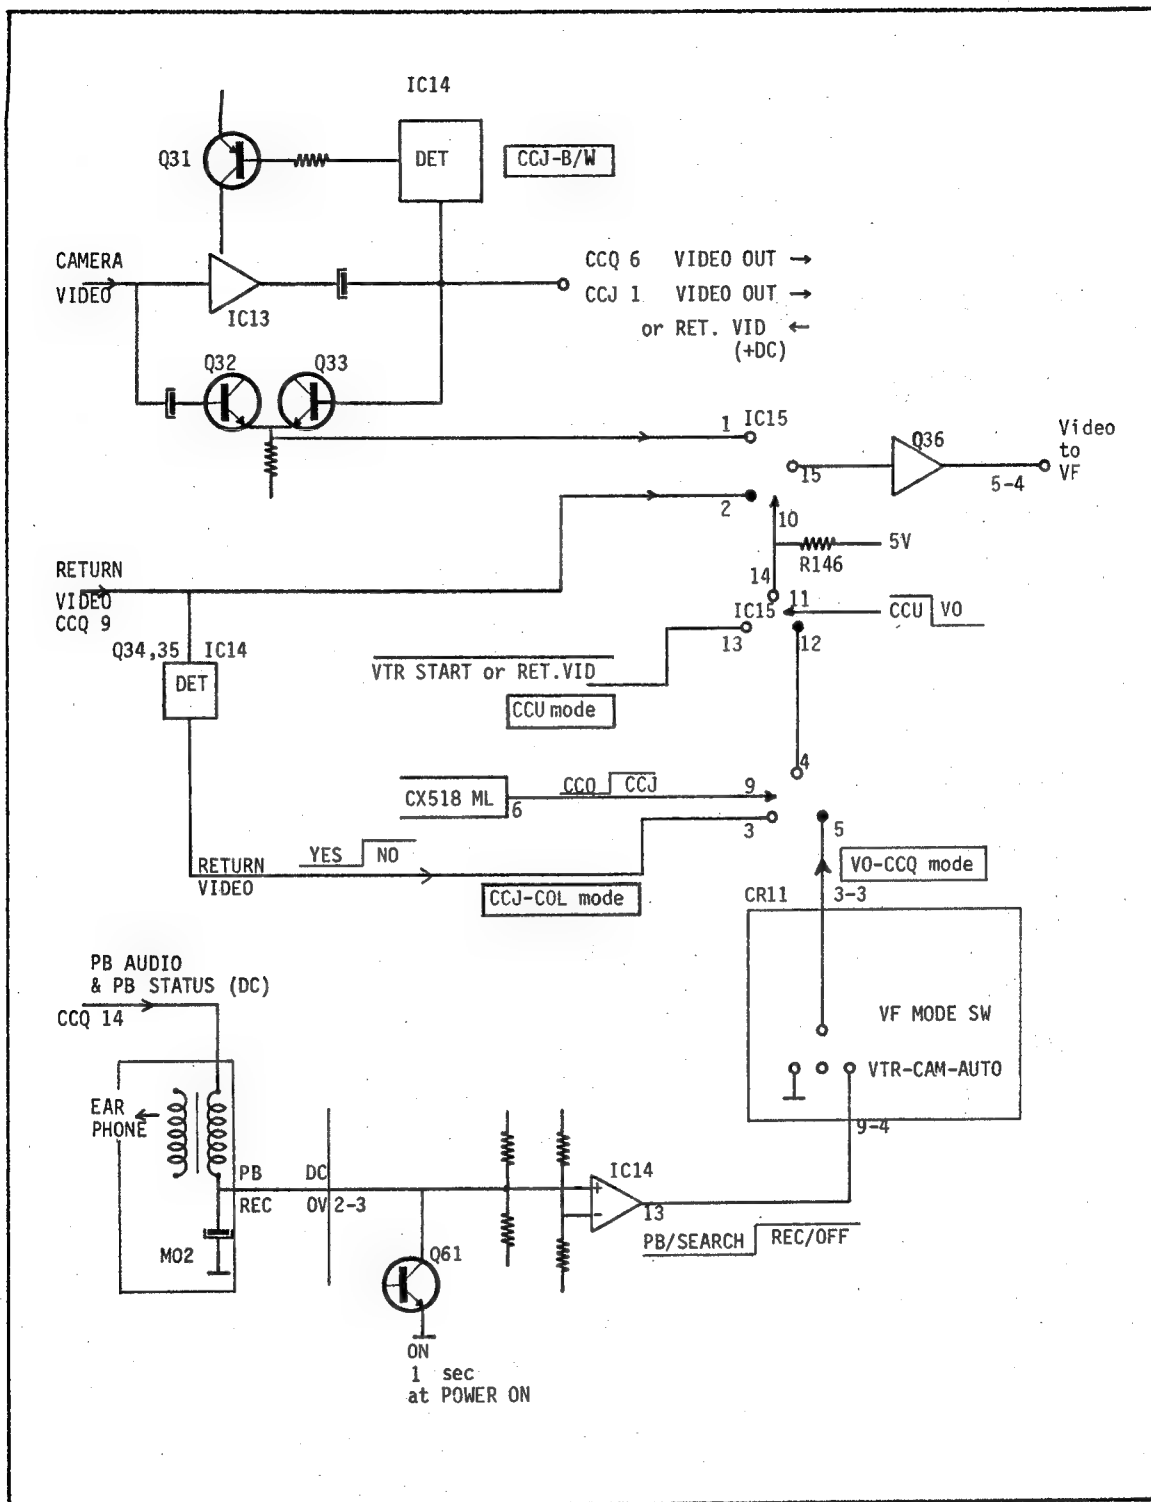 IC14
Q31
DET
CCJ-B/W
CAMERA
VIDEO
IC13
CCQ 6 VIDEO OUT →
CCJ 1 VIDEO OUT →
or RET. VID ←
(+DC)
Q32
Q33
1
IC15
Q36
Video
to
VF
15
5-4
2
10
5V
R146
14
RETURN
VIDEO
CCQ 9
IC15
11
CCU
VO
13
12
Q34,35
IC14
DET
VTR START or RET.VID
CCU mode
4
CX518 ML
6
CCQ
CCJ
9
3
5
YES
NO
RETURN
VIDEO
CCJ-COL mode
VO-CCQ mode
CR11
3-3
PB AUDIO
& PB STATUS (DC)
CCQ 14
VF MODE SW
VTR-CAM-AUTO
EAR
PHONE
9-4
PB
DC
REC
OV
2-3
IC14
+
-
13
PB/SEARCH
REC/OFF
MO2
Q61
ON
1 sec
at POWER ON